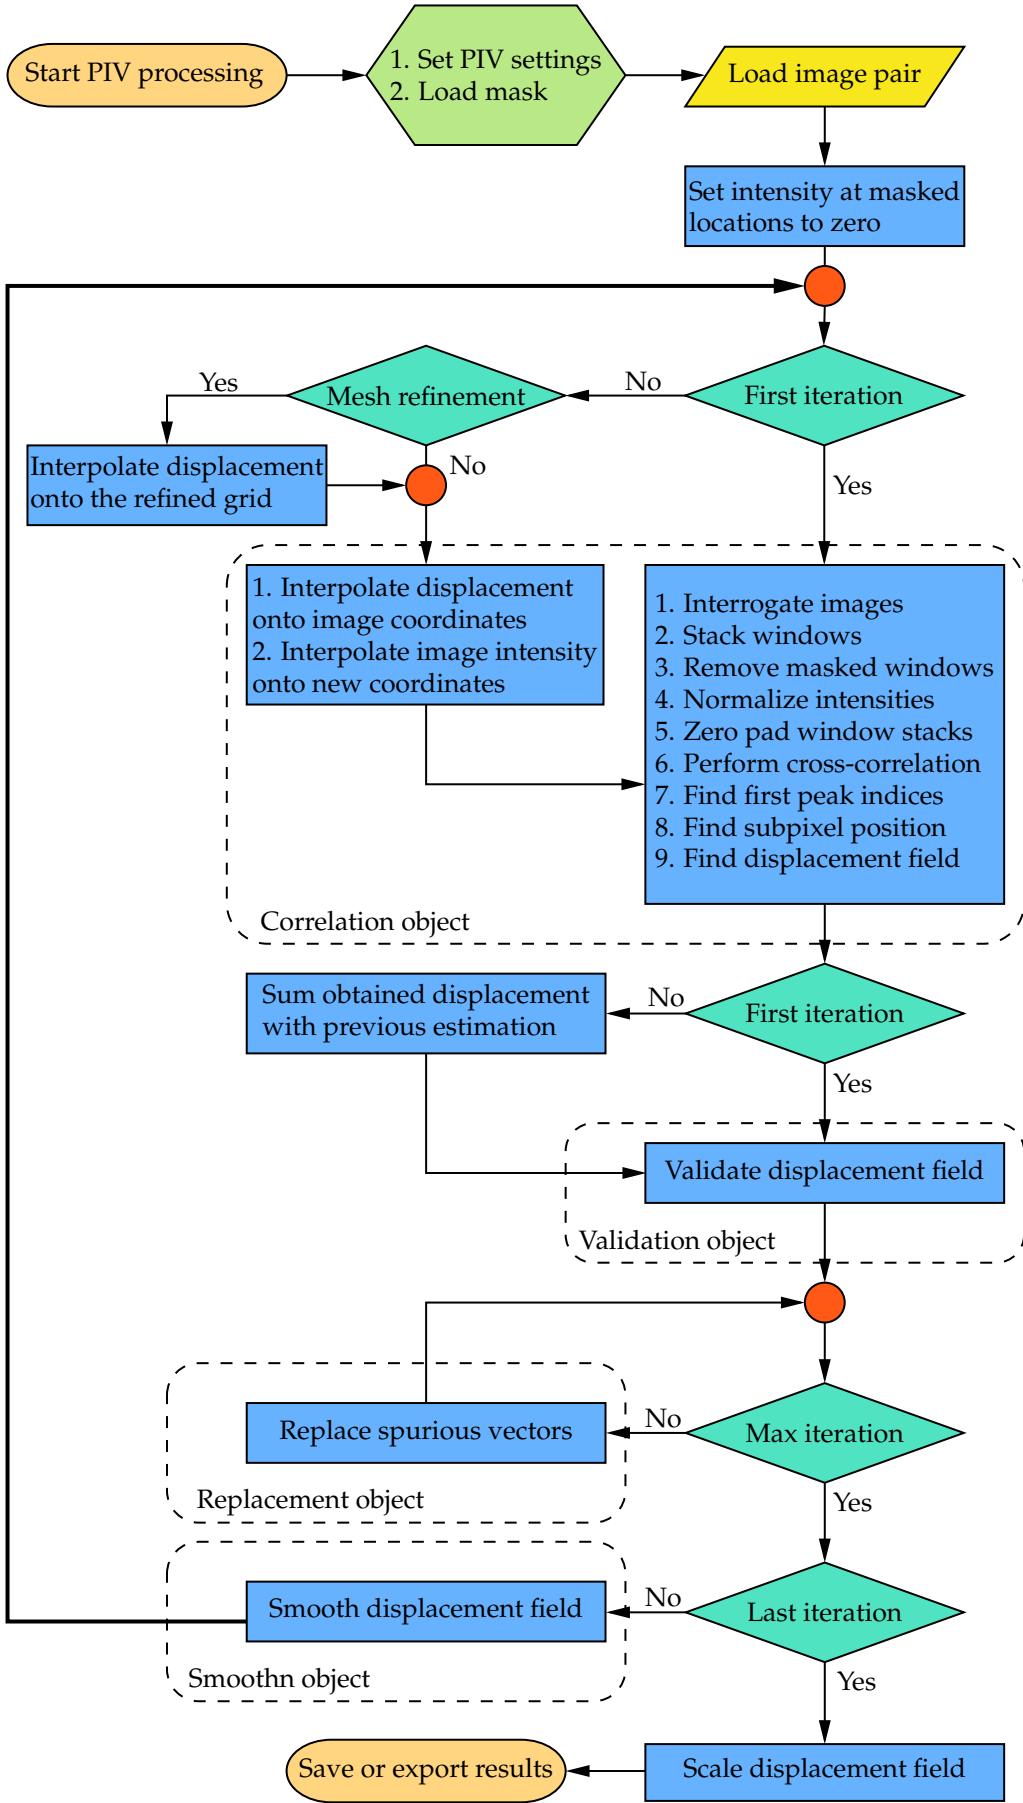 Start PIV processing
1. Set PIV settings
2. Load mask
Load image pair
Set intensity at masked
locations to zero
First iteration
No
Yes
Mesh refinement
Yes
No
Interpolate displacement
onto the refined grid
1. Interpolate displacement
onto image coordinates
2. Interpolate image intensity
onto new coordinates
1. Interrogate images
2. Stack windows
3. Remove masked windows
4. Normalize intensities
5. Zero pad window stacks
6. Perform cross-correlation
7. Find first peak indices
8. Find subpixel position
9. Find displacement field
Correlation object
First iteration
No
Yes
Sum obtained displacement
with previous estimation
Validate displacement field
Validation object
Max iteration
No
Yes
Replace spurious vectors
Replacement object
Last iteration
No
Yes
Smooth displacement field
Smoothn object
Scale displacement field
Save or export results